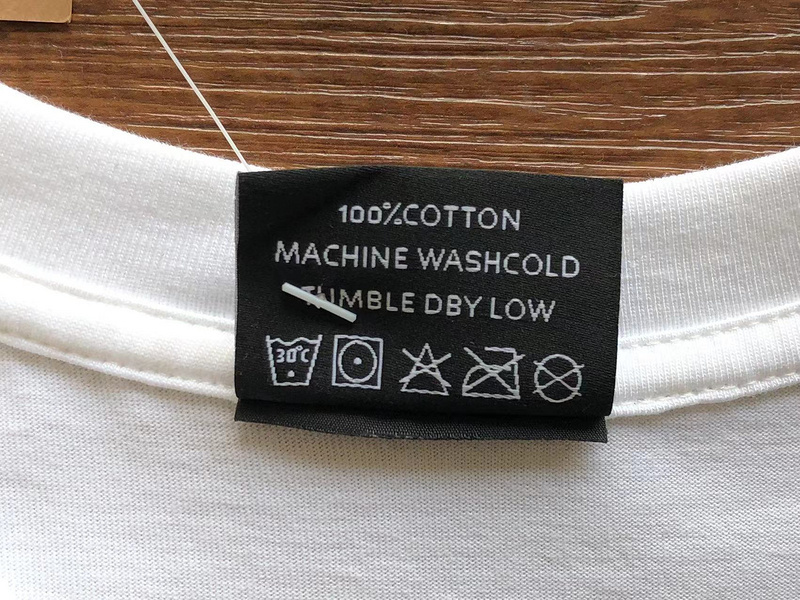 100%COTTON
MACHINE WASHCOLD
TUMBLE DBY LOW
30°C